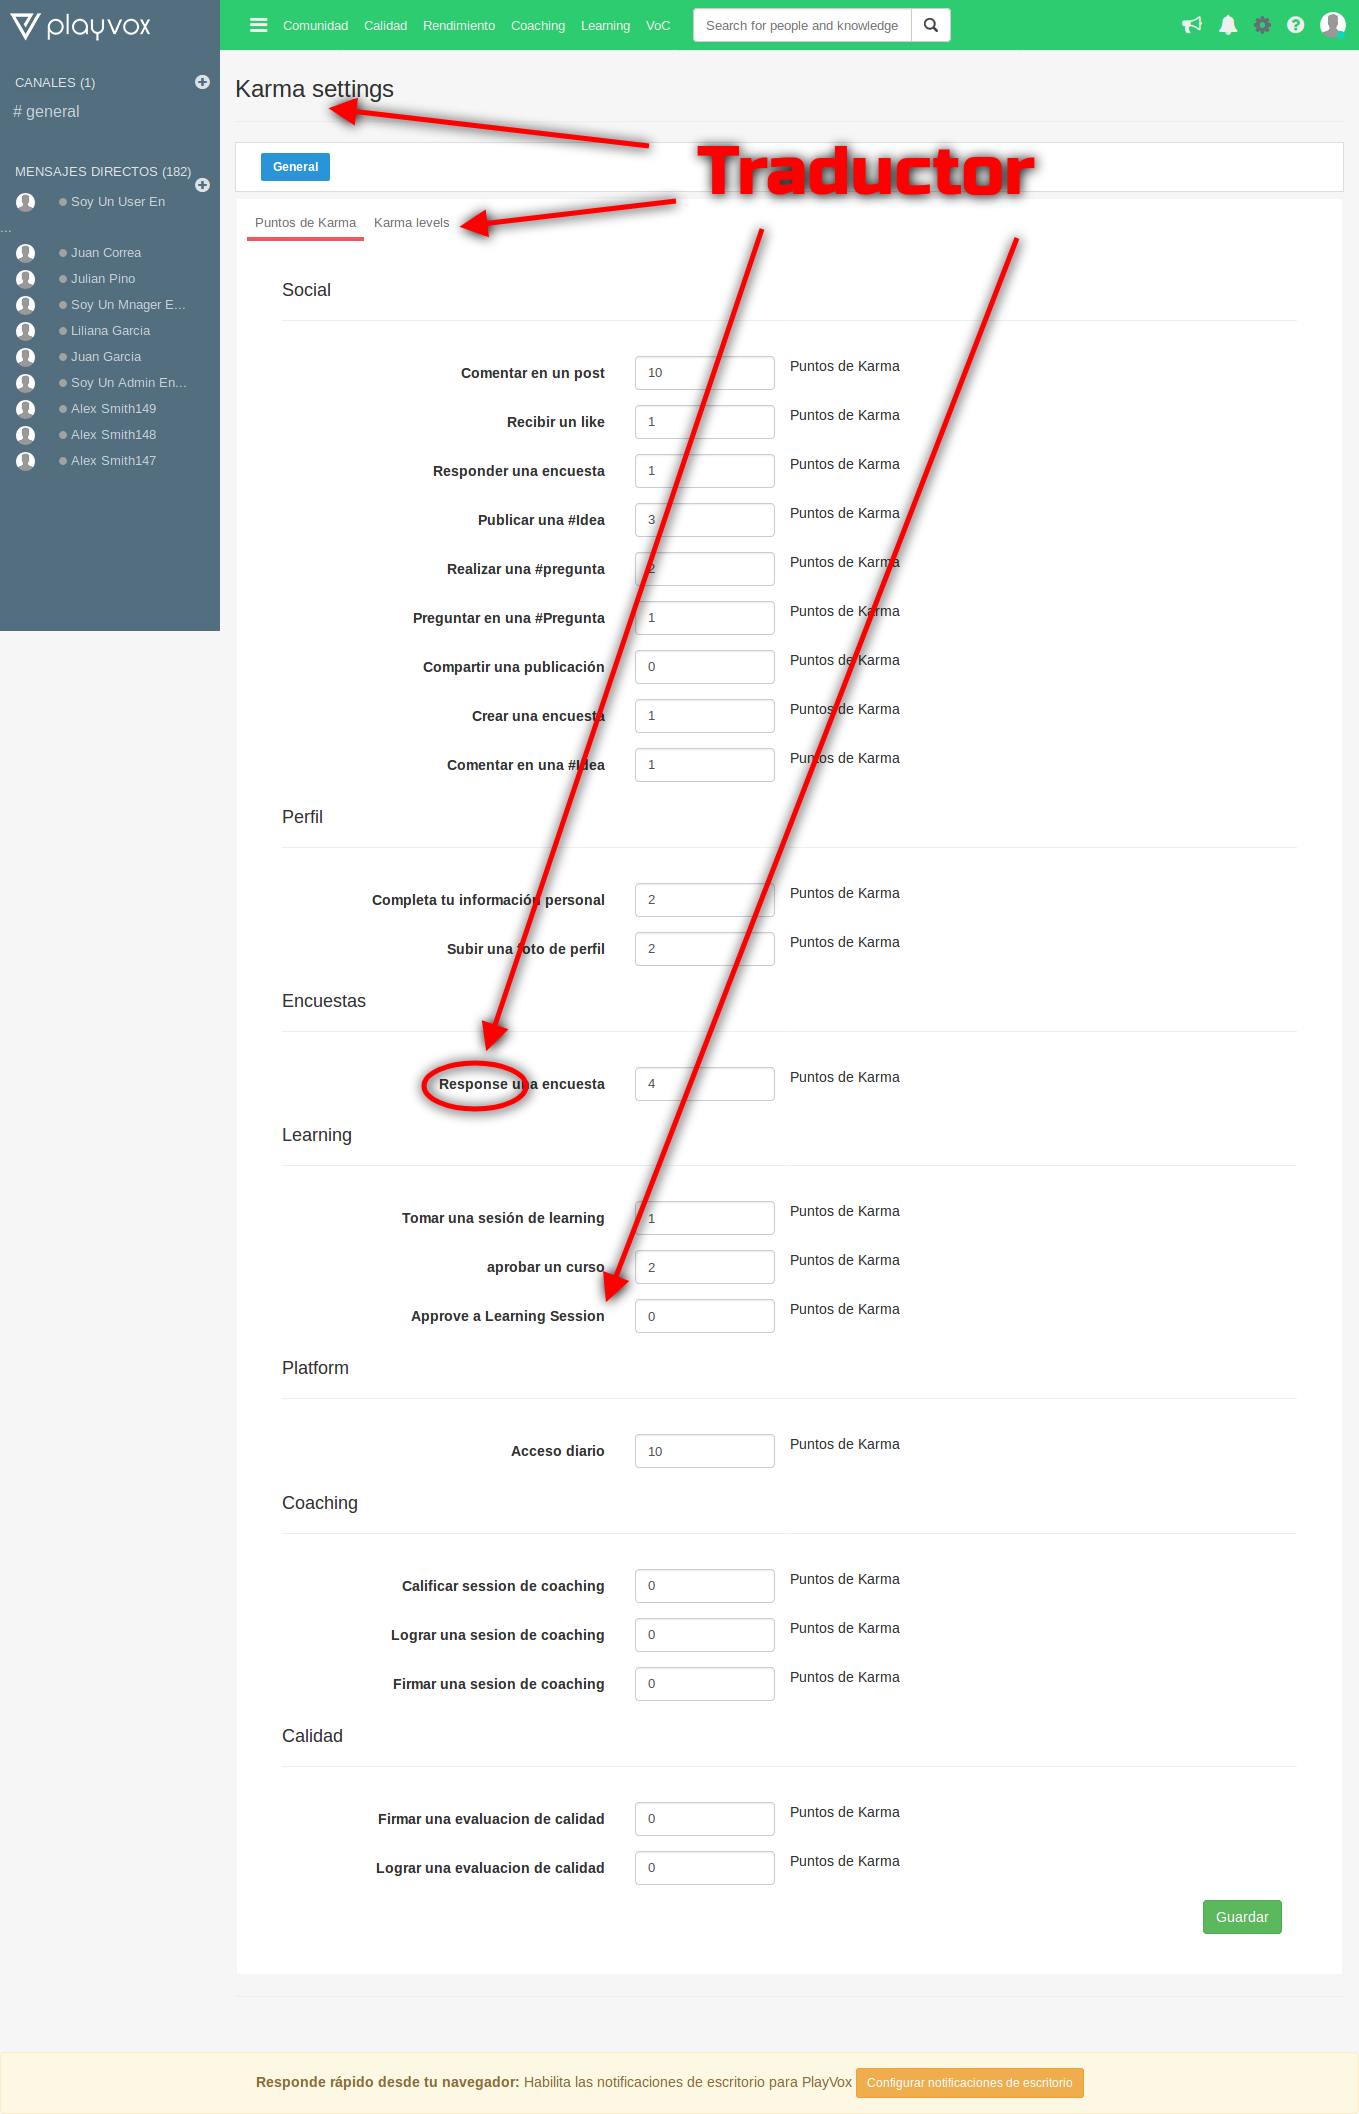 playvox
Comunidad Calidad Rendimiento Coaching Learning VoC Search for people and knowledge
CANALES (1)
# general
MENSAJES DIRECTOS (182)
Soy Un User En
...
Juan Correa
Julian Pino
Soy Un Mnager E...
Liliana Garcia
Juan Garcia
Soy Un Admin En...
Alex Smith149
Alex Smith148
Alex Smith147
Karma settings
Traductor
General
Puntos de Karma Karma levels
Social
Comentar en un post 10 Puntos de Karma
Recibir un like 1 Puntos de Karma
Responder una encuesta 1 Puntos de Karma
Publicar una #Idea 3 Puntos de Karma
Realizar una #pregunta 2 Puntos de Karma
Preguntar en una #Pregunta 1 Puntos de Karma
Compartir una publicación 0 Puntos de Karma
Crear una encuesta 1 Puntos de Karma
Comentar en una #Idea 1 Puntos de Karma
Perfil
Completa tu información personal 2 Puntos de Karma
Subir una foto de perfil 2 Puntos de Karma
Encuestas
Response una encuesta 4 Puntos de Karma
Learning
Tomar una sesión de learning 1 Puntos de Karma
aprobar un curso 2 Puntos de Karma
Approve a Learning Session 0 Puntos de Karma
Platform
Acceso diario 10 Puntos de Karma
Coaching
Calificar session de coaching 0 Puntos de Karma
Lograr una sesion de coaching 0 Puntos de Karma
Firmar una sesion de coaching 0 Puntos de Karma
Calidad
Firmar una evaluacion de calidad 0 Puntos de Karma
Lograr una evaluacion de calidad 0 Puntos de Karma
Guardar
Responde rápido desde tu navegador: Habilita las notificaciones de escritorio para PlayVox Configurar notificaciones de escritorio